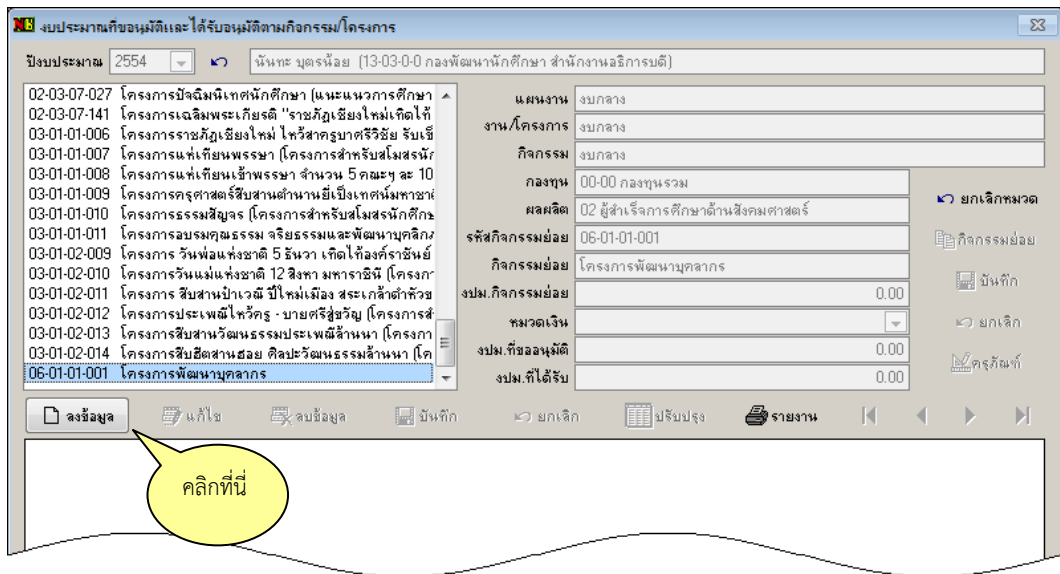 งบประมาณที่ขอนุมัติและได้รับอนุมัติตามกิจกรรม/โครงการ
ปีงบประมาณ 2554 นันทะ บุตรน้อย (13-03-0-0 กองพัฒนานักศึกษา สำนักงานอธิการบดี)
02-03-07-027 โครงการปัจฉิมนิเทศนักศึกษา (แนะแนวการศึกษา
02-03-07-141 โครงการเฉลิมพระเกียรติ "ราชภัฏเชียงใหม่เทิดไท้
03-01-01-006 โครงการราชภัฏเชียงใหม่ ไหว้สาครูบาศรีวิชัย รับเข็
03-01-01-007 โครงการแห่เทียนพรรษา (โครงการสำหรับสโมสรนัก
03-01-01-008 โครงการแห่เทียนเข้าพรรษา จำนวน 5 คณะๆ ละ 10
03-01-01-009 โครงการครุศาสตร์สืบสานตำนานยี่เป็งเทศน์มหาชาติ
03-01-01-010 โครงการธรรมสัญจร (โครงการสำหรับสโมสรนักศึกษ
03-01-01-011 โครงการอบรมคุณธรรม จริยธรรมและพัฒนาบุคลิกภ
03-01-02-009 โครงการ วันพ่อแห่งชาติ 5 ธันวา เทิดไท้องค์ราชันย์
03-01-02-010 โครงการวันแม่แห่งชาติ 12 สิงหา มหาราชินี (โครงกา
03-01-02-011 โครงการ สืบสานป๋าเวณี ปี๋ใหม่เมือง สระเกล้าดำหัวข
03-01-02-012 โครงการประเพณีไหว้ครู - บายศรีสู่ขวัญ (โครงการสำ
03-01-02-013 โครงการสืบสานวัฒนธรรมประเพณีล้านนา (โครงกา
03-01-02-014 โครงการสืบฮีตสานฮอย ศิลปะวัฒนธรรมล้านนา (โค
06-01-01-001 โครงการพัฒนาบุคลากร
แผนงาน งบกลาง
งาน/โครงการ งบกลาง
กิจกรรม งบกลาง
กองทุน 00-00 กองทุนรวม
ผลผลิต 02 ผู้สำเร็จการศึกษาด้านสังคมศาสตร์
รหัสกิจกรรมย่อย 06-01-01-001
กิจกรรมย่อย โครงการพัฒนาบุคลากร
งปม.กิจกรรมย่อย 0.00
หมวดเงิน
งปม.ที่ขออนุมัติ 0.00
งปม.ที่ได้รับ 0.00
ยกเลิกหมวด
กิจกรรมย่อย
บันทึก
ยกเลิก
ครุภัณฑ์
ลงข้อมูล แก้ไข ลบข้อมูล บันทึก ยกเลิก ปรับปรุง รายงาน
คลิกที่นี่